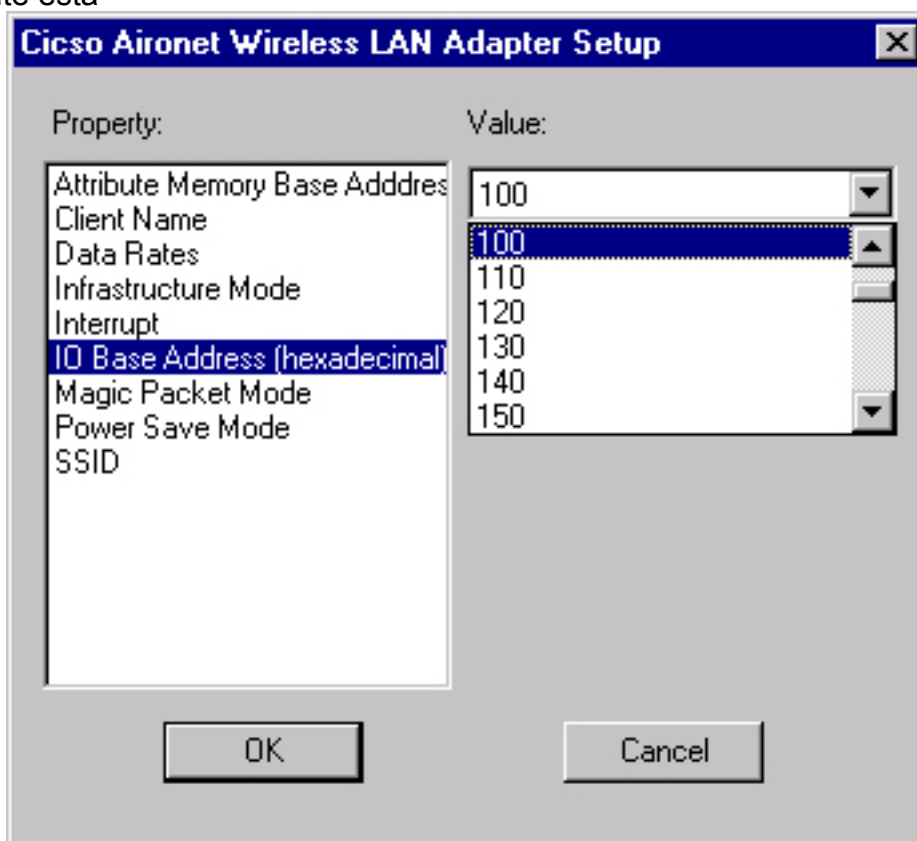 Cicso Aironet Wireless LAN Adapter Setup
Property:
Value:
Attribute Memory Base Adddres
Client Name
Data Rates
Infrastructure Mode
Interrupt
IO Base Address (hexadecimal)
Magic Packet Mode
Power Save Mode
SSID
100
100
110
120
130
140
150
OK
Cancel